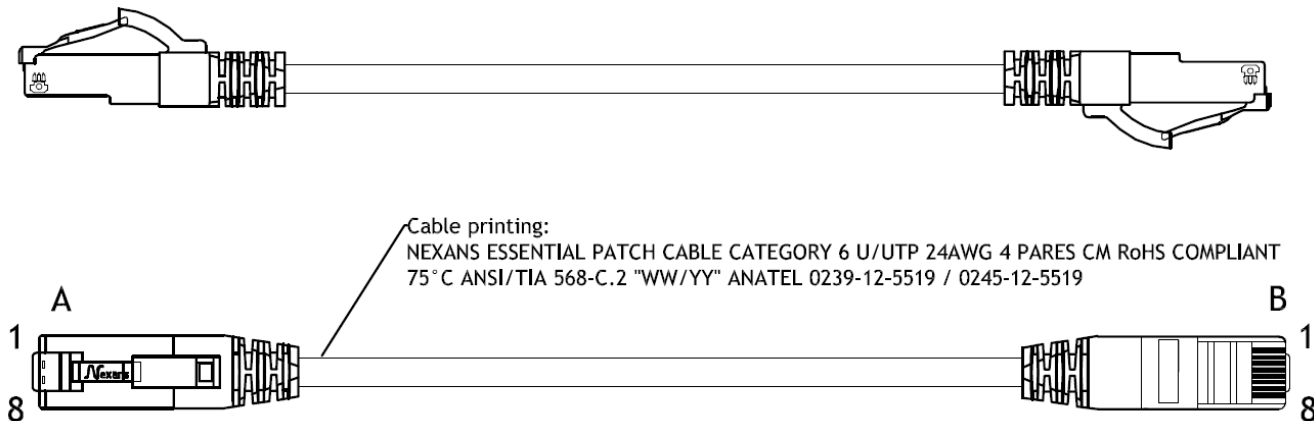 Cable printing:
NEXANS ESSENTIAL PATCH CABLE CATEGORY 6 U/UTP 24AWG 4 PARES CM RoHS COMPLIANT
75°C ANSI/TIA 568-C.2 "WW/YY" ANATEL 0239-12-5519 / 0245-12-5519
A
B
1
1
Nexans
8
8